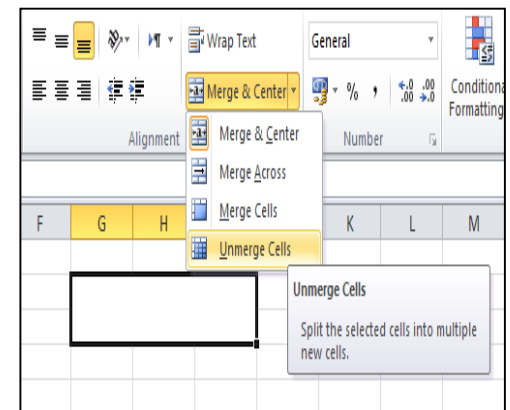 Wrap Text
General
Merge & Center
% ,
.0 .00
.00 .0
Conditiona
Formatting
Alignment
Number
Merge & Center
Merge Across
Merge Cells
Unmerge Cells
F G H K L M
Unmerge Cells
Split the selected cells into multiple
new cells.